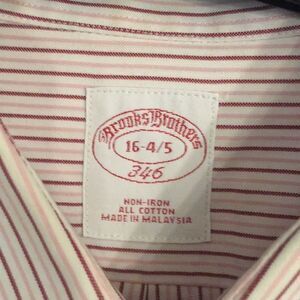 Brooks Brothers
16-4/5
346
NON-IRON
ALL COTTON
MADE IN MALAYSIA